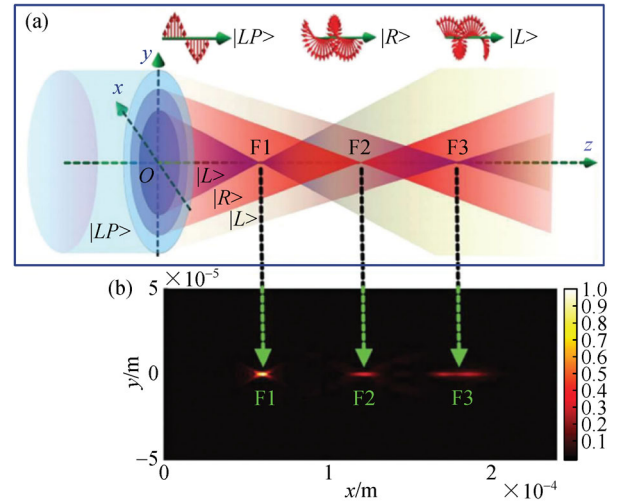 (a)
|LP> |R> |L>
y
x
F1 F2 F3 z
O |L>
|R>
|LP> |L>
(b)
5 ×10⁻⁵
y/m
0
−5
F1 F2 F3
1.0
0.9
0.8
0.7
0.6
0.5
0.4
0.3
0.2
0.1
0 1 2
x/m ×10⁻⁴